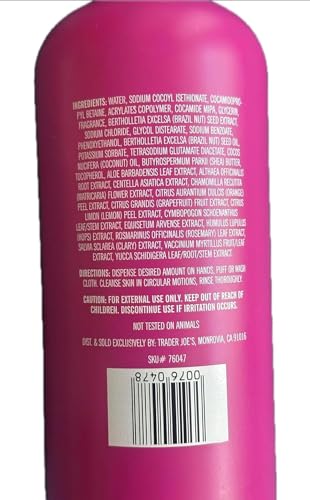 INGREDIENTS: WATER, SODIUM COCOYL ISETHIONATE, COCAMIDOPRO-
PYL BETAINE, ACRYLATES COPOLYMER, COCAMIDE MIPA, GLYCERIN,
FRAGRANCE, BERTHOLLETIA EXCELSA (BRAZIL NUT) SEED EXTRACT,
SODIUM CHLORIDE, GLYCOL DISTEARATE, SODIUM BENZOATE,
PHENOXYETHANOL, BERTHOLLETIA EXCELSA (BRAZIL NUT) SEED OIL,
POTASSIUM SORBATE, TETRASODIUM GLUTAMATE DIACETATE, COCOS
NUCIFERA (COCONUT) OIL, BUTYROSPERMUM PARKII (SHEA BUTTER),
TOCOPHEROL, ALOE BARBADENSIS LEAF EXTRACT, ALTHAEA OFFICINALIS
ROOT EXTRACT, CENTELLA ASIATICA EXTRACT, CHAMOMILLA RECUTITA
(MATRICARIA) FLOWER EXTRACT, CITRUS AURANTIUM DULCIS (ORANGE)
PEEL EXTRACT, CITRUS GRANDIS (GRAPEFRUIT) FRUIT EXTRACT, CITRUS
LIMON (LEMON) PEEL EXTRACT, CYMBOPOGON SCHOENANTHUS
LEAF/STEM EXTRACT, EQUISETUM ARVENSE EXTRACT, HUMULUS LUPULUS
(HOPS) EXTRACT, ROSMARINUS OFFICINALIS (ROSEMARY) LEAF EXTRACT,
SALVIA SCLAREA (CLARY) EXTRACT, VACCINIUM MYRTILLUS FRUIT/LEAF
EXTRACT, YUCCA SCHIDIGERA LEAF/ROOT/STEM EXTRACT.
DIRECTIONS: DISPENSE DESIRED AMOUNT ON HANDS, PUFF OR WASH
CLOTH. CLEANSE SKIN IN CIRCULAR MOTIONS, RINSE THOROUGHLY.
CAUTION: FOR EXTERNAL USE ONLY. KEEP OUT OF REACH OF
CHILDREN. DISCONTINUE USE IF IRRITATION OCCURS.
NOT TESTED ON ANIMALS
DIST. & SOLD EXCLUSIVELY BY: TRADER JOE'S, MONROVIA, CA 91016
SKU# 76047
0076 0478